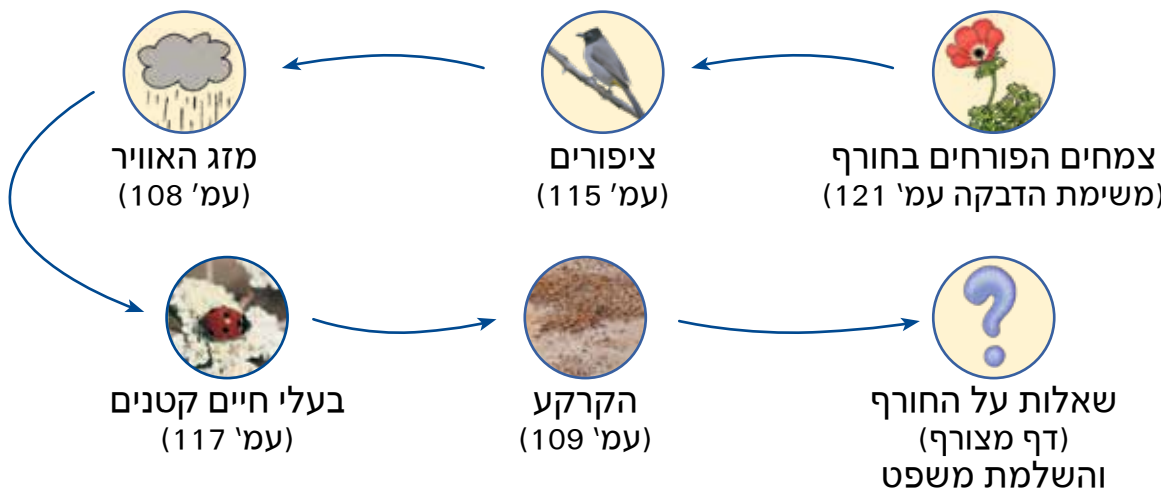 צמחים הפורחים בחורף
(משימת הדבקה עמ' 121)
ציפורים
(עמ' 115)
מזג האוויר
(עמ' 108)
בעלי חיים קטנים
(עמ' 117)
הקרקע
(עמ' 109)
שאלות על החורף
(דף מצורף)
והשלמת משפט